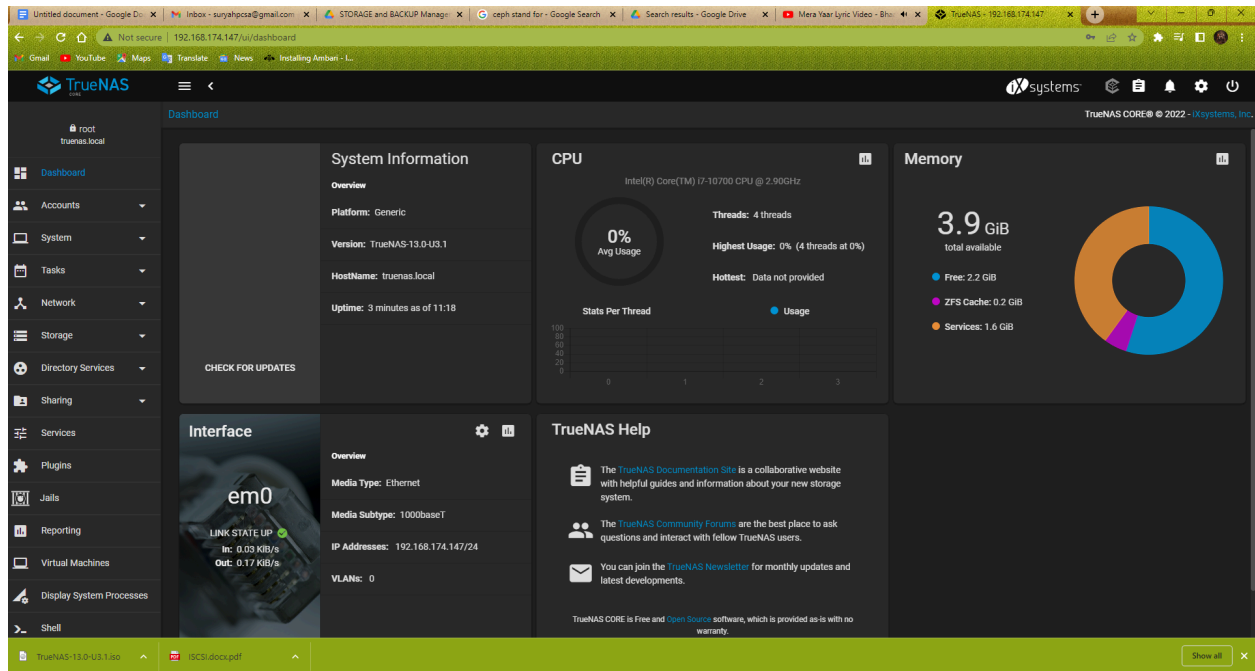 Untitled document - Google Do
Inbox - suryahpcsa@gmail.com
STORAGE and BACKUP Manage
ceph stand for - Google Search
Search results - Google Drive
Mera Yaar Lyric Video - Bha
TrueNAS - 192.168.174.147
Not secure | 192.168.174.147/ui/dashboard
Gmail YouTube Maps Translate News Installing Ambari - I...
TrueNAS
CORE
iXsystems
root
truenas.local
Dashboard
TrueNAS CORE® © 2022 - iXsystems, Inc.
Dashboard
Accounts
System
Tasks
Network
Storage
Directory Services
Sharing
Services
Plugins
Jails
Reporting
Virtual Machines
Display System Processes
Shell
CHECK FOR UPDATES
System Information
Overview
Platform: Generic
Version: TrueNAS-13.0-U3.1
HostName: truenas.local
Uptime: 3 minutes as of 11:18
CPU
Intel(R) Core(TM) i7-10700 CPU @ 2.90GHz
0%
Avg Usage
Threads: 4 threads
Highest Usage: 0% (4 threads at 0%)
Hottest: Data not provided
Stats Per Thread
Usage
100
80
60
40
20
0
0 1 2 3
Memory
3.9 GiB
total available
Free: 2.2 GiB
ZFS Cache: 0.2 GiB
Services: 1.6 GiB
Interface
em0
LINK STATE UP
In: 0.03 KiB/s
Out: 0.17 KiB/s
Overview
Media Type: Ethernet
Media Subtype: 1000baseT
IP Addresses: 192.168.174.147/24
VLANs: 0
TrueNAS Help
The TrueNAS Documentation Site is a collaborative website
with helpful guides and information about your new storage
system.
The TrueNAS Community Forums are the best place to ask
questions and interact with fellow TrueNAS users.
You can join the TrueNAS Newsletter for monthly updates and
latest developments.
TrueNAS CORE is Free and Open Source software, which is provided as-is with no
warranty.
TrueNAS-13.0-U3.1.iso
ISCSI.docx.pdf
Show all